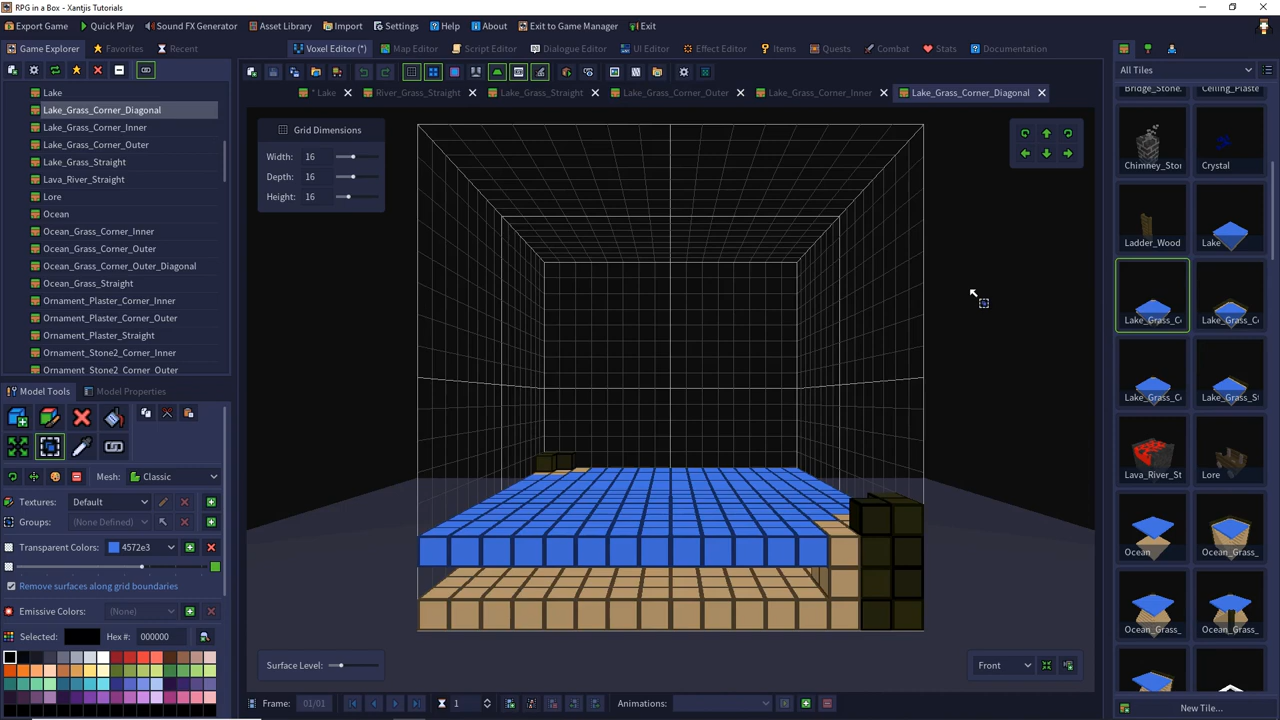 RPG in a Box - Xantjis Tutorials
Export Game
Quick Play
Sound FX Generator
Asset Library
Import
Settings
Help
About
Exit to Game Manager
Exit
Game Explorer
Favorites
Recent
Voxel Editor (*)
Map Editor
Script Editor
Dialogue Editor
UI Editor
Effect Editor
Items
Quests
Combat
Stats
Documentation
* Lake
River_Grass_Straight
Lake_Grass_Straight
Lake_Grass_Corner_Outer
Lake_Grass_Corner_Inner
Lake_Grass_Corner_Diagonal
Lake
Lake_Grass_Corner_Diagonal
Lake_Grass_Corner_Inner
Lake_Grass_Corner_Outer
Lake_Grass_Straight
Lava_River_Straight
Lore
Ocean
Ocean_Grass_Corner_Inner
Ocean_Grass_Corner_Outer
Ocean_Grass_Corner_Outer_Diagonal
Ocean_Grass_Straight
Ornament_Plaster_Corner_Inner
Ornament_Plaster_Corner_Outer
Ornament_Plaster_Straight
Ornament_Stone2_Corner_Inner
Ornament_Stone2_Corner_Outer
Model Tools
Model Properties
Mesh: Classic
Textures: Default
Groups: (None Defined)
Transparent Colors: 4572e3
Remove surfaces along grid boundaries
Emissive Colors: (None)
Selected: Hex #: 000000
Grid Dimensions
Width: 16
Depth: 16
Height: 16
Surface Level:
Front
Frame: 01/01
1
Animations:
All Tiles
Bridge_Stone.
Ceiling_Plaste
Chimney_Stor
Crystal
Ladder_Wood
Lake
Lake_Grass_Co
Lake_Grass_Co
Lake_Grass_Co
Lake_Grass_St
Lava_River_St
Lore
Ocean
Ocean_Grass_
Ocean_Grass_
Ocean_Grass_
New Tile...